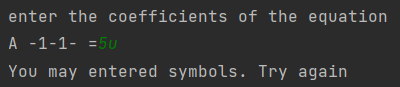 enter the coefficients of the equation
A -1-1- =5u
You may entered symbols. Try again